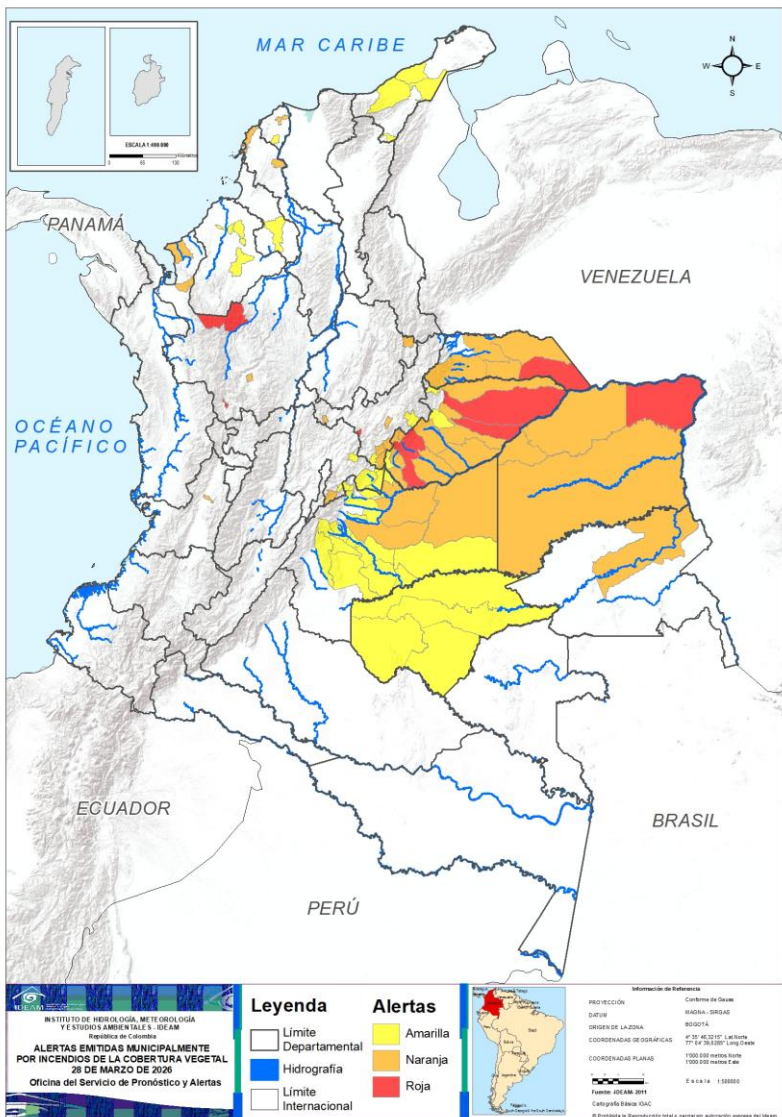 MAR CARIBE
N
W
E
S
ESCALA 1:400.000
PANAMÁ
VENEZUELA
OCÉANO
PACÍFICO
ECUADOR
BRASIL
PERÚ
IDEAM
INSTITUTO DE HIDROLOGÍA, METEOROLOGÍA
Y ESTUDIOS AMBIENTALES - IDEAM
República de Colombia
ALERTAS EMITIDAS MUNICIPALMENTE
POR INCENDIOS DE LA COBERTURA VEGETAL
28 DE MARZO DE 2026
Oficina del Servicio de Pronóstico y Alertas
Leyenda
Límite
Departamental
Hidrografía
Límite
Internacional
Alertas
Amarilla
Naranja
Roja
Información de Referencia
PROYECCIÓN Conforme de Gauss
DATUM MAGNA - SIRGAS
ORIGEN DE LA ZONA BOGOTÁ
COORDENADAS GEOGRÁFICAS
COORDENADAS PLANAS 1'000.000 metros Norte
1'000.000 metros Este
Fuente: IDEAM. 2011
Cartografía Básica IGAC